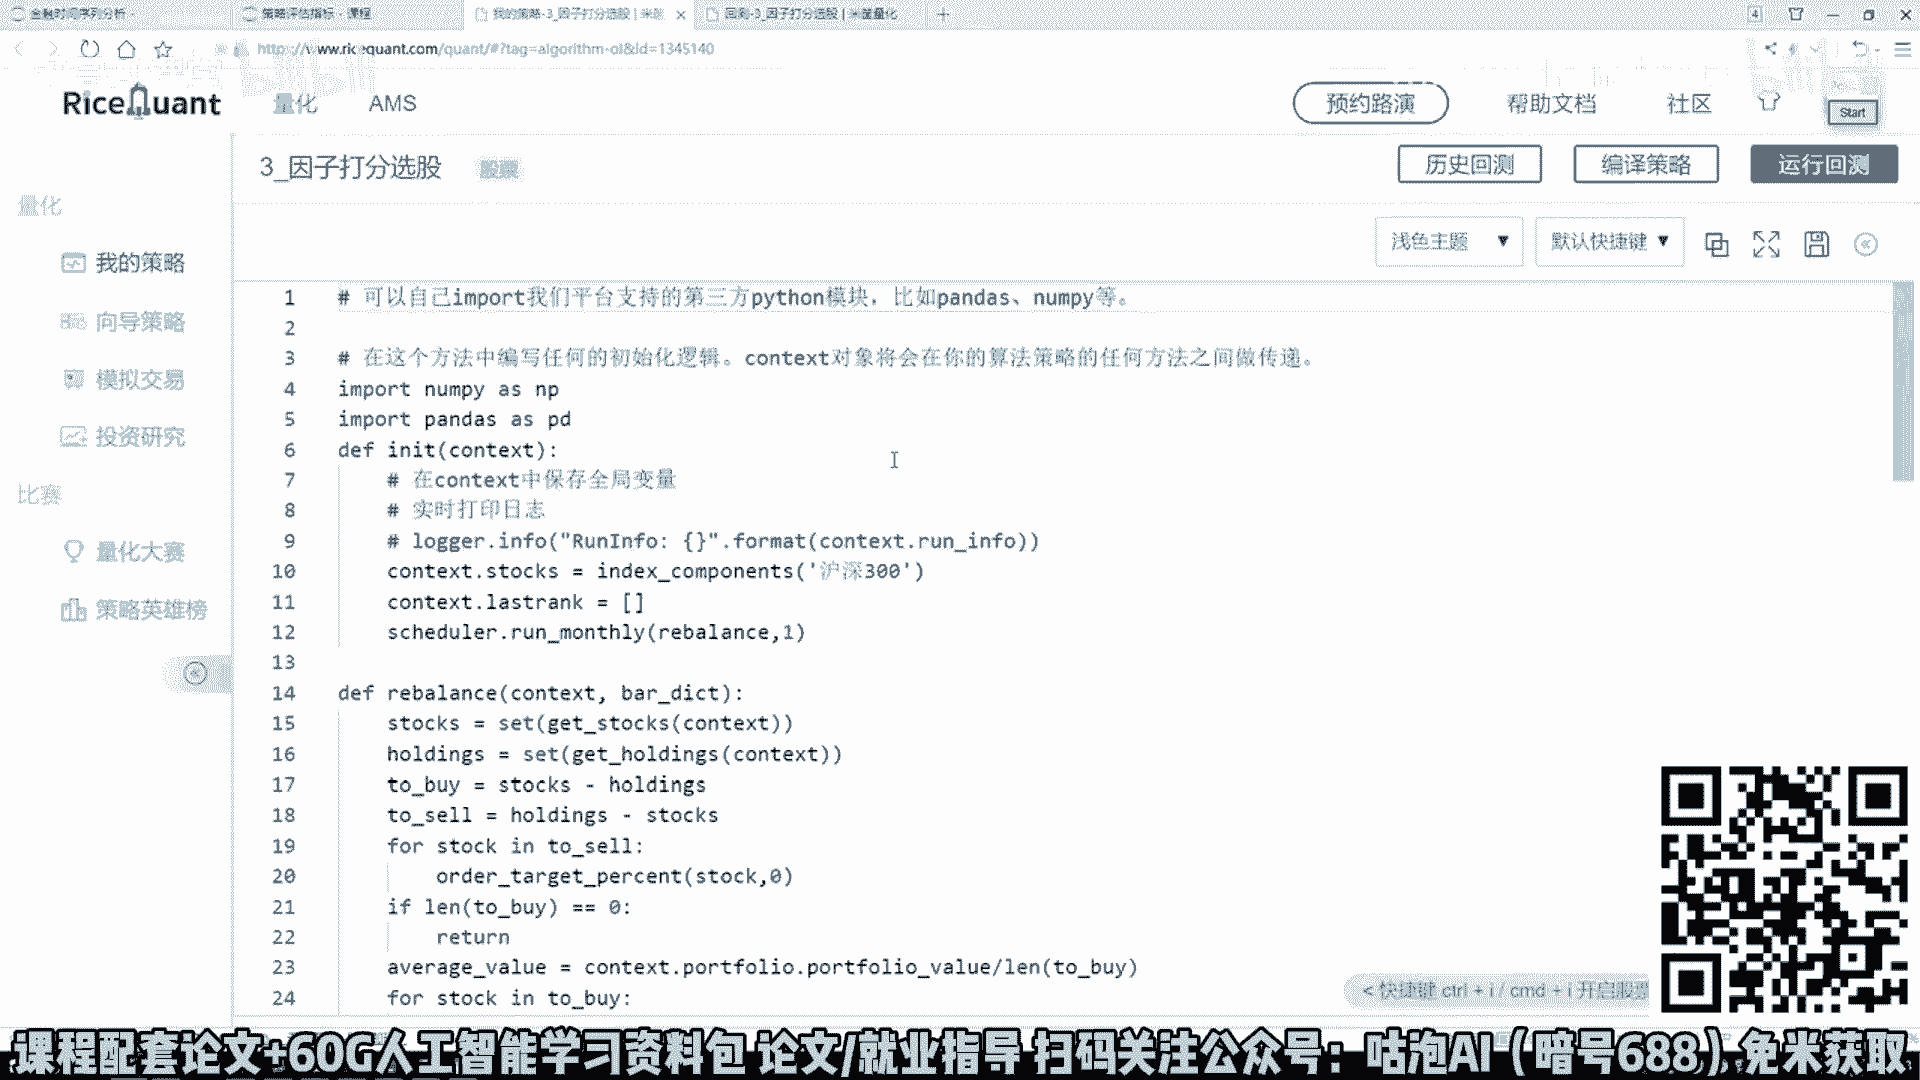 金融时间序列分析 -
策略评估指标 - 课程
我的策略-3_因子打分选股 | 米筐
回测-3_因子打分选股 | 米筐量化
4
http://www.ricequant.com/quant/#?tag=algorithm-ol&id=1345140
RiceQuant
量化
AMS
预约路演
帮助文档
社区
Start
3_因子打分选股
股票
历史回测
编译策略
运行回测
量化
我的策略
向导策略
模拟交易
投资研究
比赛
量化大赛
策略英雄榜
浅色主题
默认快捷键
1 # 可以自己import我们平台支持的第三方python模块，比如pandas、numpy等。
2
3 # 在这个方法中编写任何的初始化逻辑。context对象将会在你的算法策略的任何方法之间做传递。
4 import numpy as np
5 import pandas as pd
6 def init(context):
7 # 在context中保存全局变量
8 # 实时打印日志
9 # logger.info("RunInfo: {}".format(context.run_info))
10 context.stocks = index_components('沪深300')
11 context.lastrank = []
12 scheduler.run_monthly(rebalance,1)
13
14 def rebalance(context, bar_dict):
15 stocks = set(get_stocks(context))
16 holdings = set(get_holdings(context))
17 to_buy = stocks - holdings
18 to_sell = holdings - stocks
19 for stock in to_sell:
20 order_target_percent(stock,0)
21 if len(to_buy) == 0:
22 return
23 average_value = context.portfolio.portfolio_value/len(to_buy)
24 for stock in to_buy:
< 快捷键 ctrl + i / cmd + i 开启股票
课程配套论文+60G人工智能学习资料包 论文/就业指导 扫码关注公众号：咕泡AI（暗号688）免米获取